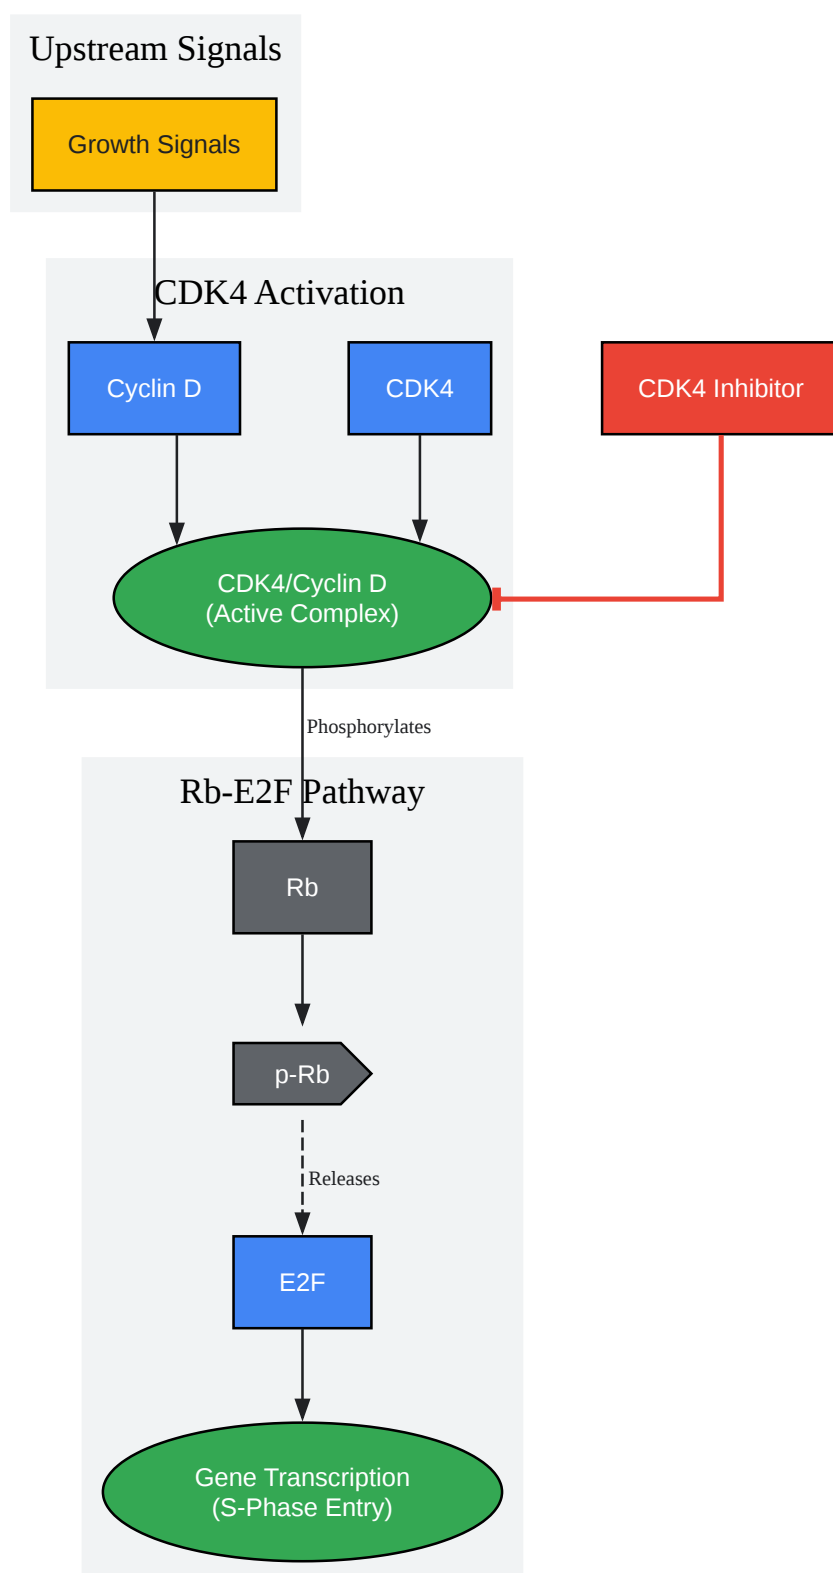 Upstream Signals
Growth Signals
CDK4 Activation
Cyclin D
CDK4
CDK4 Inhibitor
CDK4/Cyclin D
(Active Complex)
Phosphorylates
Rb-E2F Pathway
Rb
p-Rb
Releases
E2F
Gene Transcription
(S-Phase Entry)